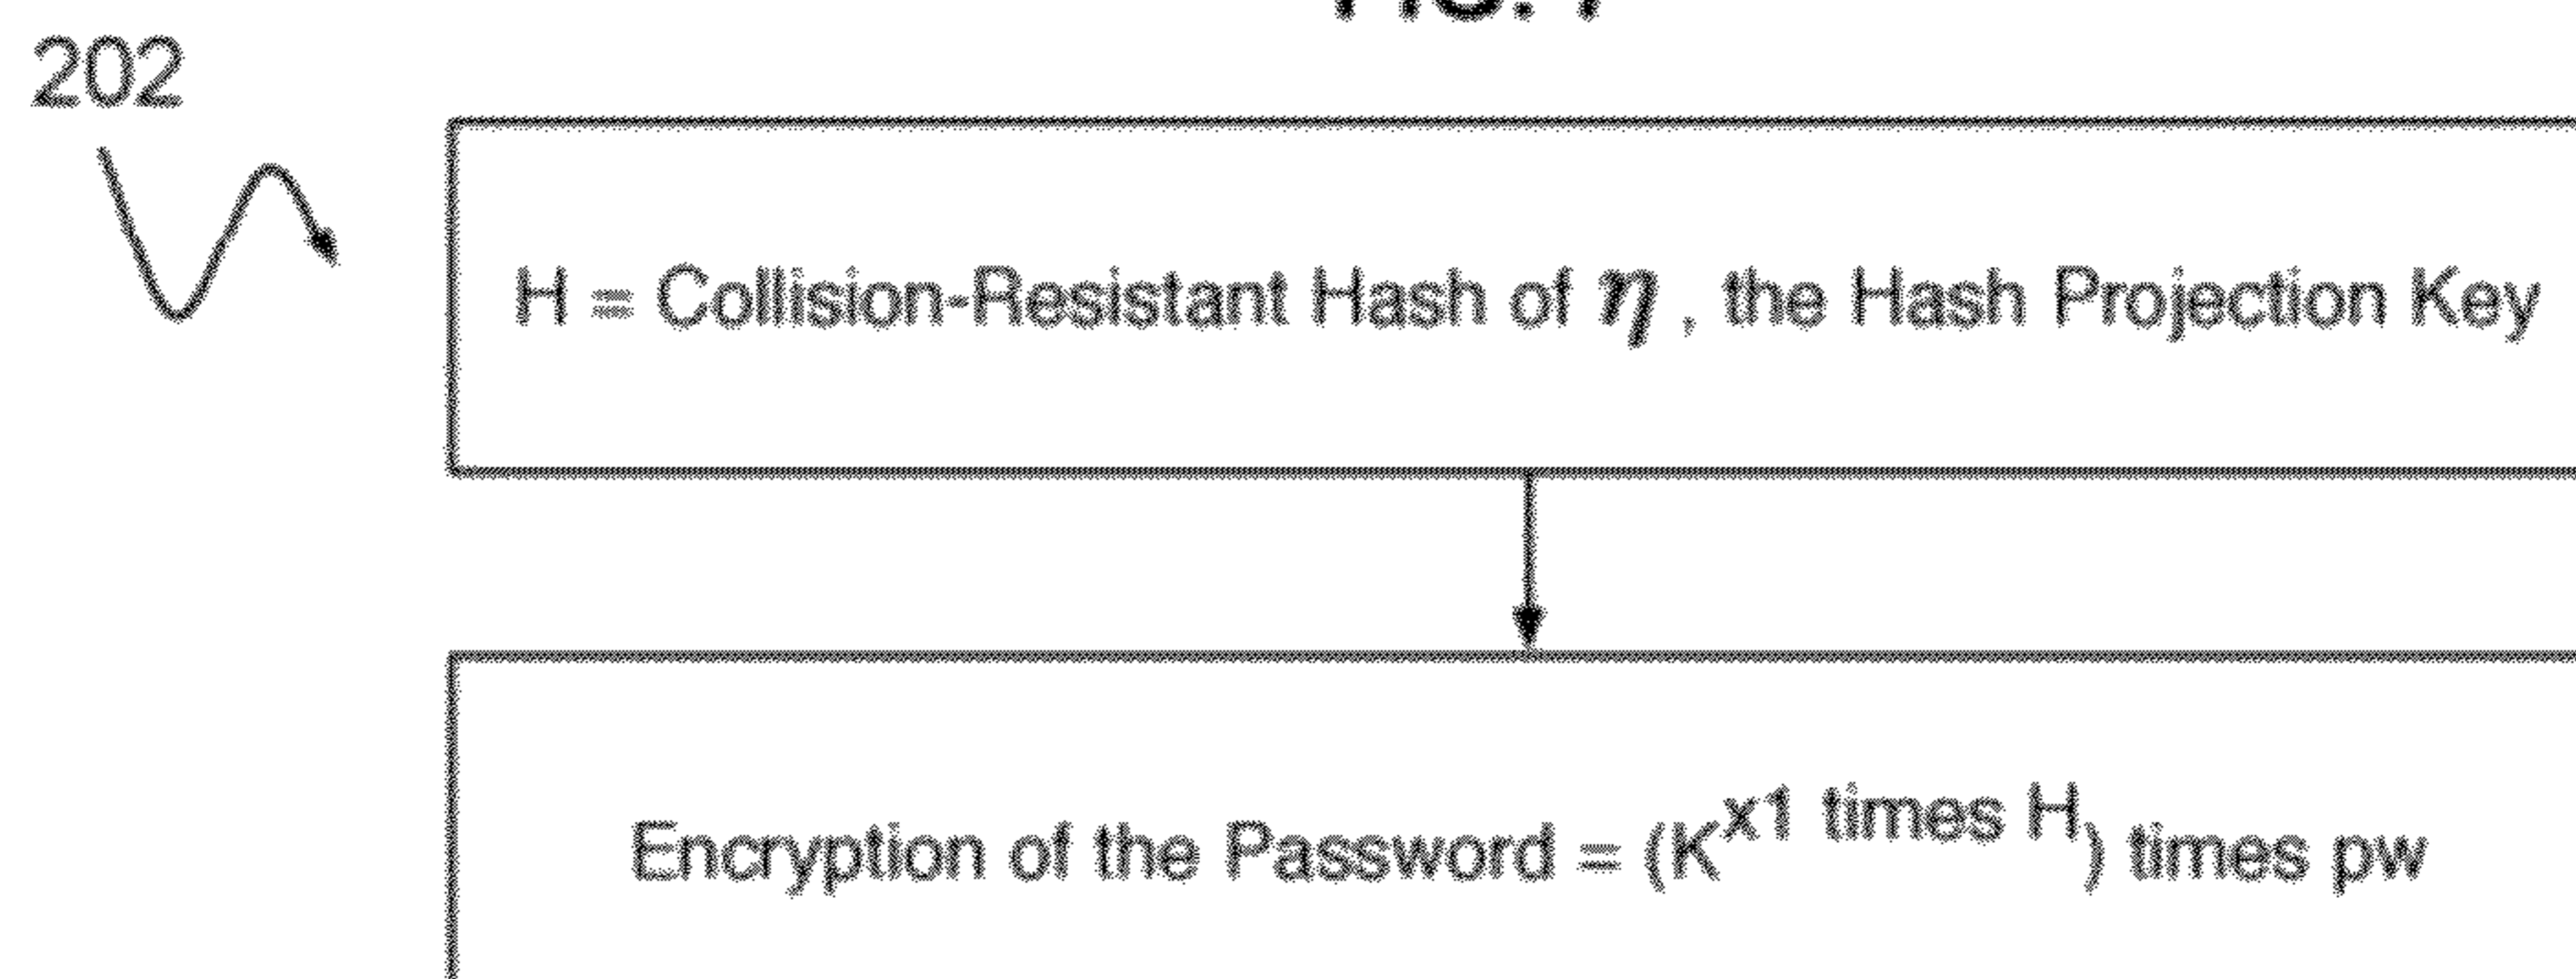 202
H = Collision-Resistant Hash of η, the Hash Projection Key
Encryption of the Password = (K^x1 times H) times pw